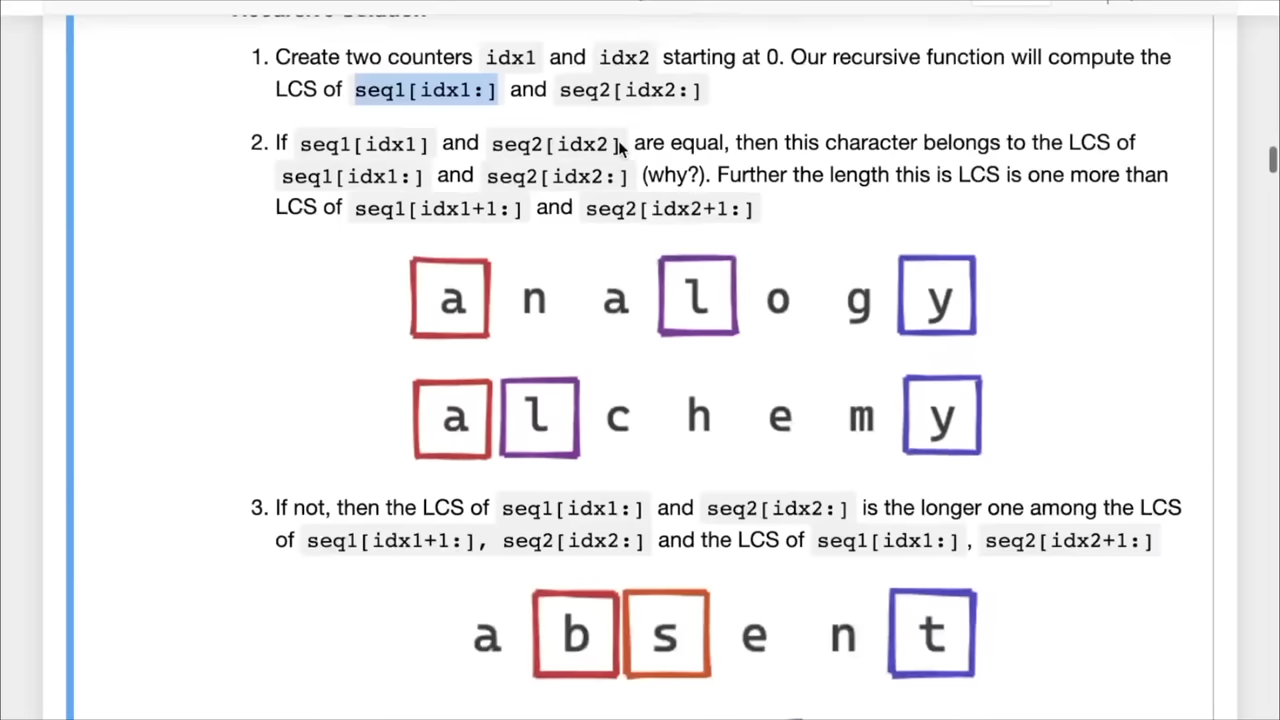 1. Create two counters idx1 and idx2 starting at 0. Our recursive function will compute the
LCS of seq1[idx1:] and seq2[idx2:]
2. If seq1[idx1] and seq2[idx2] are equal, then this character belongs to the LCS of
seq1[idx1:] and seq2[idx2:] (why?). Further the length this is LCS is one more than
LCS of seq1[idx1+1:] and seq2[idx2+1:]
a n a l o g y
a l c h e m y
3. If not, then the LCS of seq1[idx1:] and seq2[idx2:] is the longer one among the LCS
of seq1[idx1+1:], seq2[idx2:] and the LCS of seq1[idx1:], seq2[idx2+1:]
a b s e n t